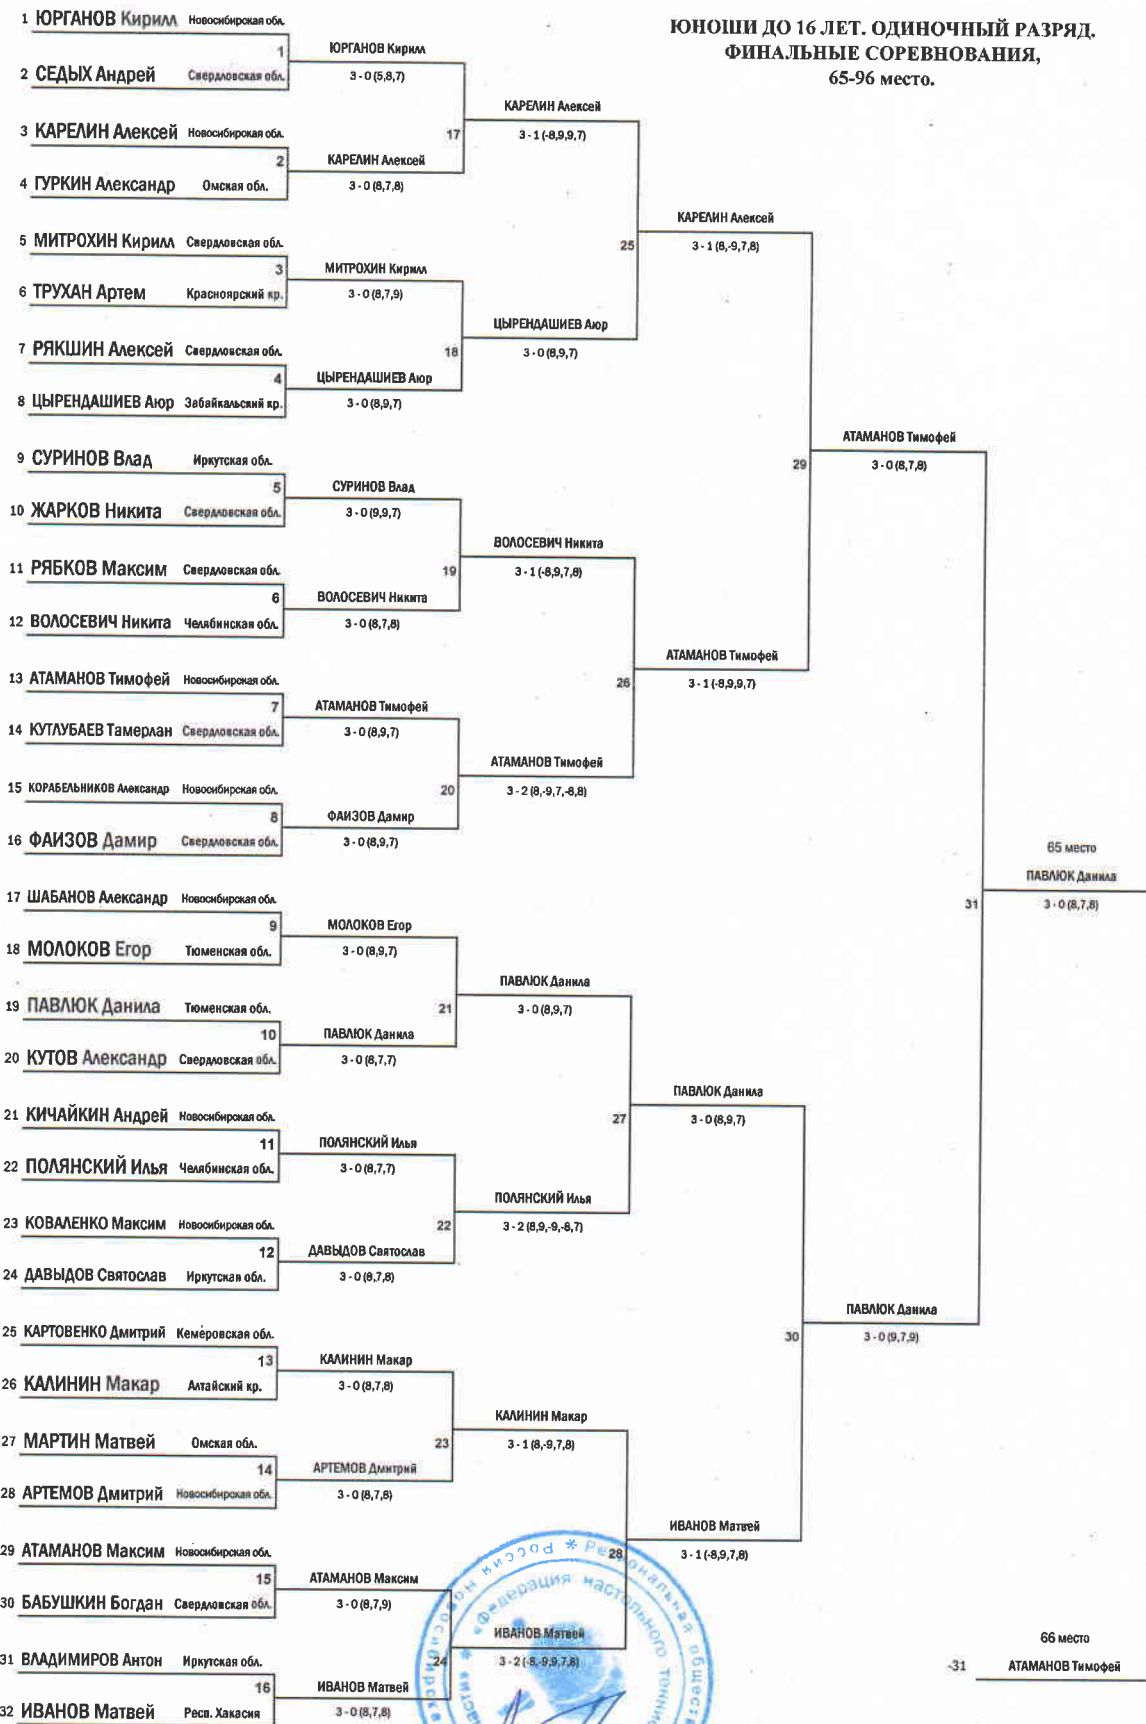 ЮНОШИ ДО 16 ЛЕТ. ОДИНОЧНЫЙ РАЗРЯД.
ФИНАЛЬНЫЕ СОРЕВНОВАНИЯ,
65-96 место.
1 ЮРГАНОВ Кирилл Новосибирская обл.
1
2 СЕДЫХ Андрей Свердловская обл.
3 КАРЕЛИН Алексей Новосибирская обл.
2
4 ГУРКИН Александр Омская обл.
5 МИТРОХИН Кирилл Свердловская обл.
3
6 ТРУХАН Артем Красноярский кр.
7 РЯКШИН Алексей Свердловская обл.
4
8 ЦЫРЕНДАШИЕВ Аюр Забайкальский кр.
9 СУРИНОВ Влад Иркутская обл.
5
10 ЖАРКОВ Никита Свердловская обл.
11 РЯБКОВ Максим Свердловская обл.
6
12 ВОЛОСЕВИЧ Никита Челябинская обл.
13 АТАМАНОВ Тимофей Новосибирская обл.
7
14 КУТЛУБАЕВ Тамерлан Свердловская обл.
15 КОРАБЕЛЬНИКОВ Александр Новосибирская обл.
8
16 ФАИЗОВ Дамир Свердловская обл.
17 ШАБАНОВ Александр Новосибирская обл.
9
18 МОЛОКОВ Егор Тюменская обл.
19 ПАВЛЮК Данила Тюменская обл.
10
20 КУТОВ Александр Свердловская обл.
21 КИЧАЙКИН Андрей Новосибирская обл.
11
22 ПОЛЯНСКИЙ Илья Челябинская обл.
23 КОВАЛЕНКО Максим Новосибирская обл.
12
24 ДАВЫДОВ Святослав Иркутская обл.
25 КАРТОВЕНКО Дмитрий Кемеровская обл.
13
26 КАЛИНИН Макар Алтайский кр.
27 МАРТИН Матвей Омская обл.
14
28 АРТЕМОВ Дмитрий Новосибирская обл.
29 АТАМАНОВ Максим Новосибирская обл.
15
30 БАБУШКИН Богдан Свердловская обл.
31 ВЛАДИМИРОВ Антон Иркутская обл.
16
32 ИВАНОВ Матвей Респ. Хакасия
ЮРГАНОВ Кирилл
3 - 0 (5,8,7)
17
КАРЕЛИН Алексей
3 - 0 (8,7,8)
МИТРОХИН Кирилл
3 - 0 (8,7,9)
18
ЦЫРЕНДАШИЕВ Аюр
3 - 0 (8,9,7)
СУРИНОВ Влад
3 - 0 (9,9,7)
19
ВОЛОСЕВИЧ Никита
3 - 0 (8,7,8)
АТАМАНОВ Тимофей
3 - 0 (8,9,7)
20
ФАИЗОВ Дамир
3 - 0 (8,9,7)
МОЛОКОВ Егор
3 - 0 (8,9,7)
21
ПАВЛЮК Данила
3 - 0 (8,7,7)
ПОЛЯНСКИЙ Илья
3 - 0 (8,7,7)
22
ДАВЫДОВ Святослав
3 - 0 (8,7,8)
КАЛИНИН Макар
3 - 0 (8,7,8)
23
АРТЕМОВ Дмитрий
3 - 0 (8,7,8)
АТАМАНОВ Максим
3 - 0 (8,7,9)
24
ИВАНОВ Матвей
3 - 0 (8,7,8)
КАРЕЛИН Алексей
3 - 1 (-8,9,9,7)
25
ЦЫРЕНДАШИЕВ Аюр
3 - 0 (8,9,7)
ВОЛОСЕВИЧ Никита
3 - 1 (-8,9,7,8)
26
АТАМАНОВ Тимофей
3 - 2 (8,-9,7,-8,8)
ПАВЛЮК Данила
3 - 0 (8,9,7)
27
ПОЛЯНСКИЙ Илья
3 - 2 (8,9,-9,-8,7)
КАЛИНИН Макар
3 - 1 (8,-9,7,8)
28
ИВАНОВ Матвей
3 - 2 (-8,-9,9,7,8)
КАРЕЛИН Алексей
3 - 1 (8,-9,7,8)
29
АТАМАНОВ Тимофей
3 - 1 (-8,9,9,7)
ПАВЛЮК Данила
3 - 0 (8,9,7)
30
ИВАНОВ Матвей
3 - 1 (-8,9,7,8)
АТАМАНОВ Тимофей
3 - 0 (8,7,8)
31
ПАВЛЮК Данила
3 - 0 (9,7,9)
65 место
ПАВЛЮК Данила
3 - 0 (8,7,8)
66 место
-31 АТАМАНОВ Тимофей
Россия * Региональная
«Федерация настольного